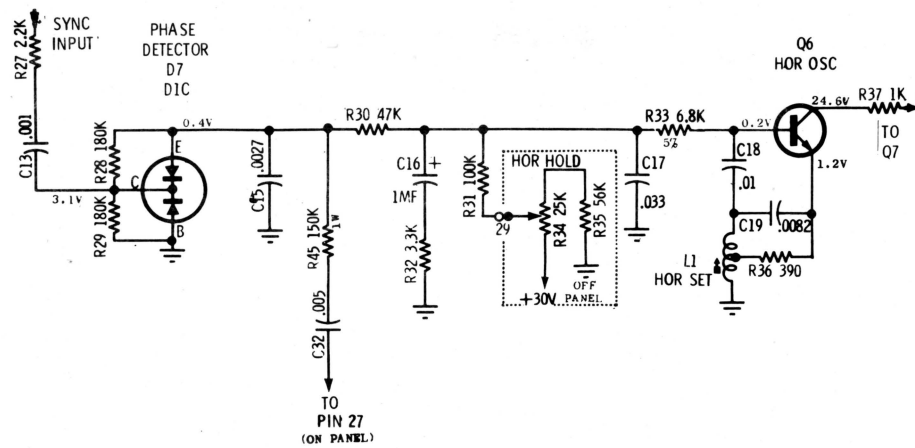 SYNC
INPUT
R27 2.2K
C13 .001
R28 180K
R29 180K
3.1V
PHASE
DETECTOR
D7
D1C
E
C
B
0.4V
C15 .0027
R45 150K
1W
C32 .005
TO
PIN 27
(ON PANEL)
R30 47K
C16 +
1MF
R32 3.3K
R31 100K
29
HOR HOLD
R34 25K
R35 56K
+30V
OFF
PANEL
C17
.033
R33 6.8K
5%
0.2V
C18
.01
C19 .0082
L1
HOR SET
R36 390
Q6
HOR OSC
24.6V
1.2V
R37 1K
TO
Q7